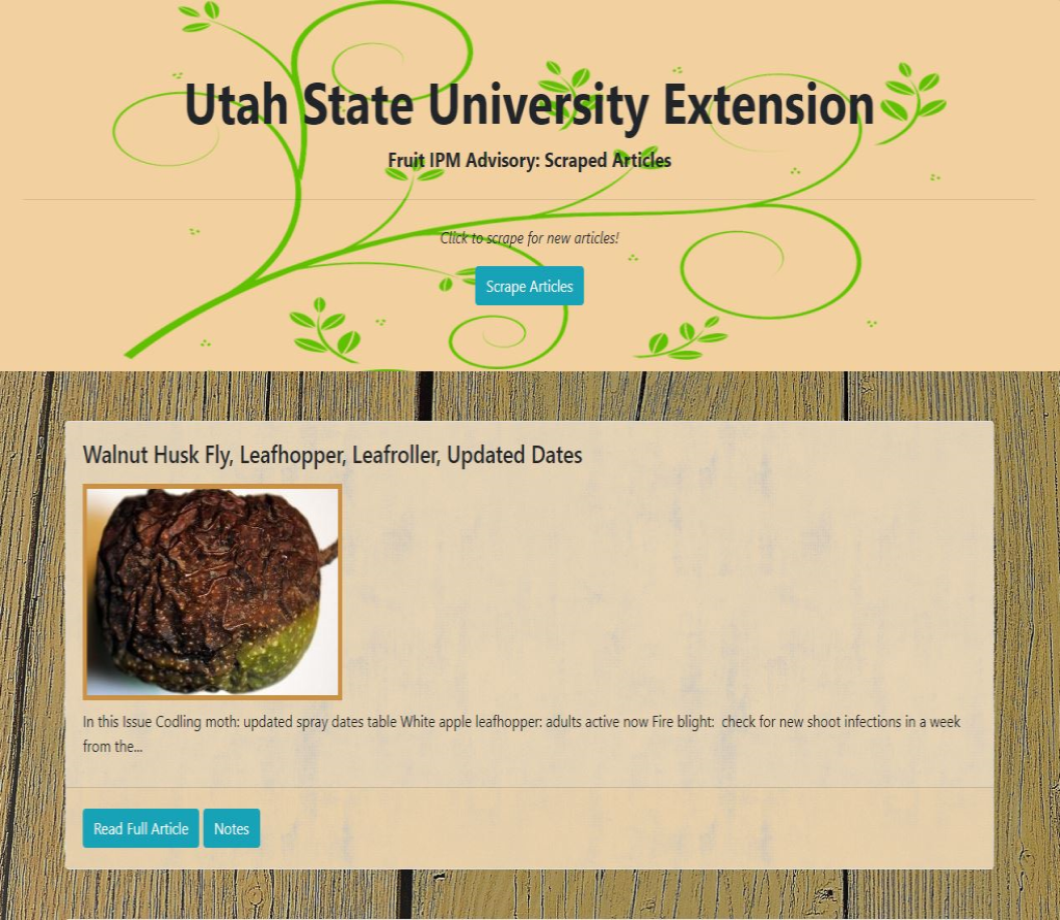 Utah State University Extension
Fruit IPM Advisory: Scraped Articles
Click to scrape for new articles!
Scrape Articles
Walnut Husk Fly, Leafhopper, Leafroller, Updated Dates
In this Issue Codling moth: updated spray dates table White apple leafhopper: adults active now Fire blight:  check for new shoot infections in a week
from the...
Read Full Article
Notes